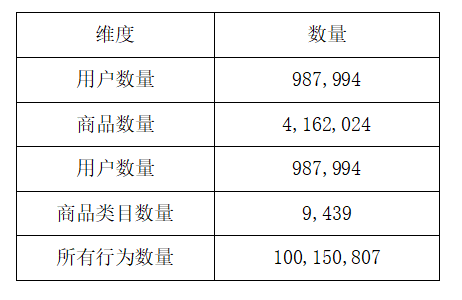 维度 数量
用户数量 987,994
商品数量 4,162,024
用户数量 987,994
商品类目数量 9,439
所有行为数量 100,150,807